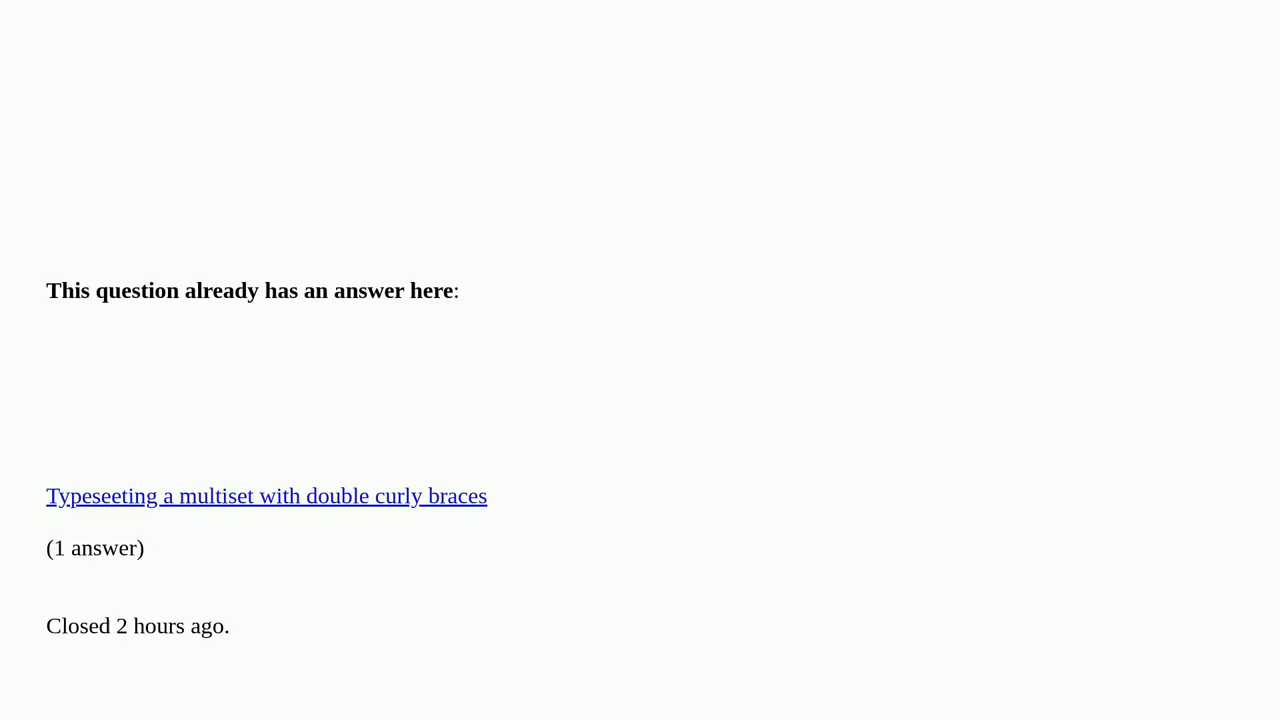 This question already has an answer here:
Typeseeting a multiset with double curly braces
(1 answer)
Closed 2 hours ago.